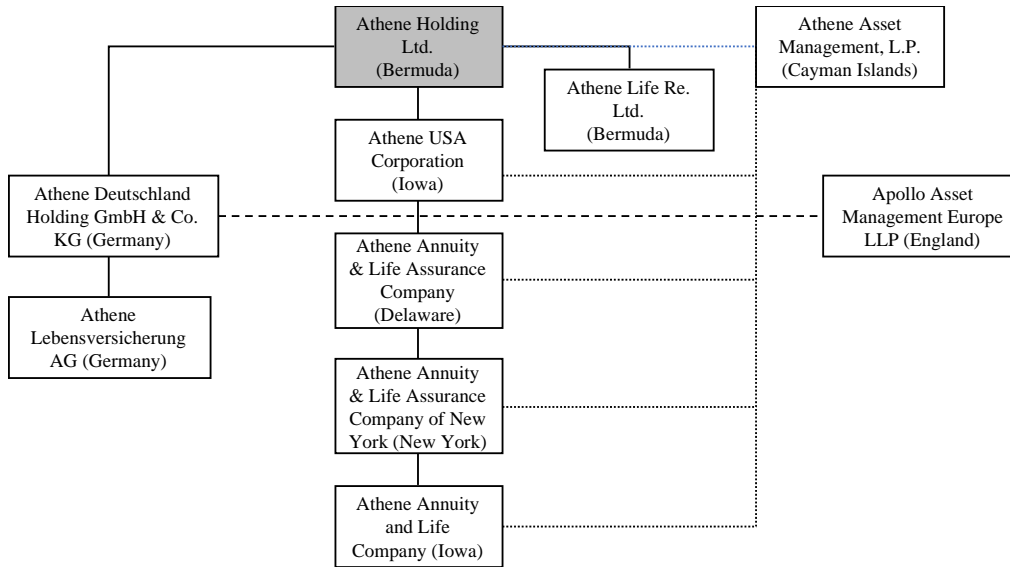 Athene Holding
Ltd.
(Bermuda)
Athene Asset
Management, L.P.
(Cayman Islands)
Athene Life Re.
Ltd.
(Bermuda)
Athene USA
Corporation
(Iowa)
Athene Deutschland
Holding GmbH & Co.
KG (Germany)
Apollo Asset
Management Europe
LLP (England)
Athene Annuity
& Life Assurance
Company
(Delaware)
Athene
Lebensversicherung
AG (Germany)
Athene Annuity
& Life Assurance
Company of New
York (New York)
Athene Annuity
and Life
Company (Iowa)